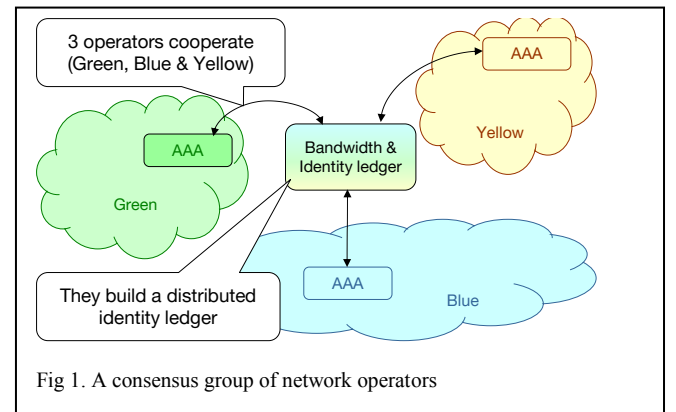 3 operators cooperate
(Green, Blue & Yellow)
AAA
Yellow
AAA
Green
Bandwidth &
Identity ledger
They build a distributed
identity ledger
AAA
Blue
Fig 1. A consensus group of network operators